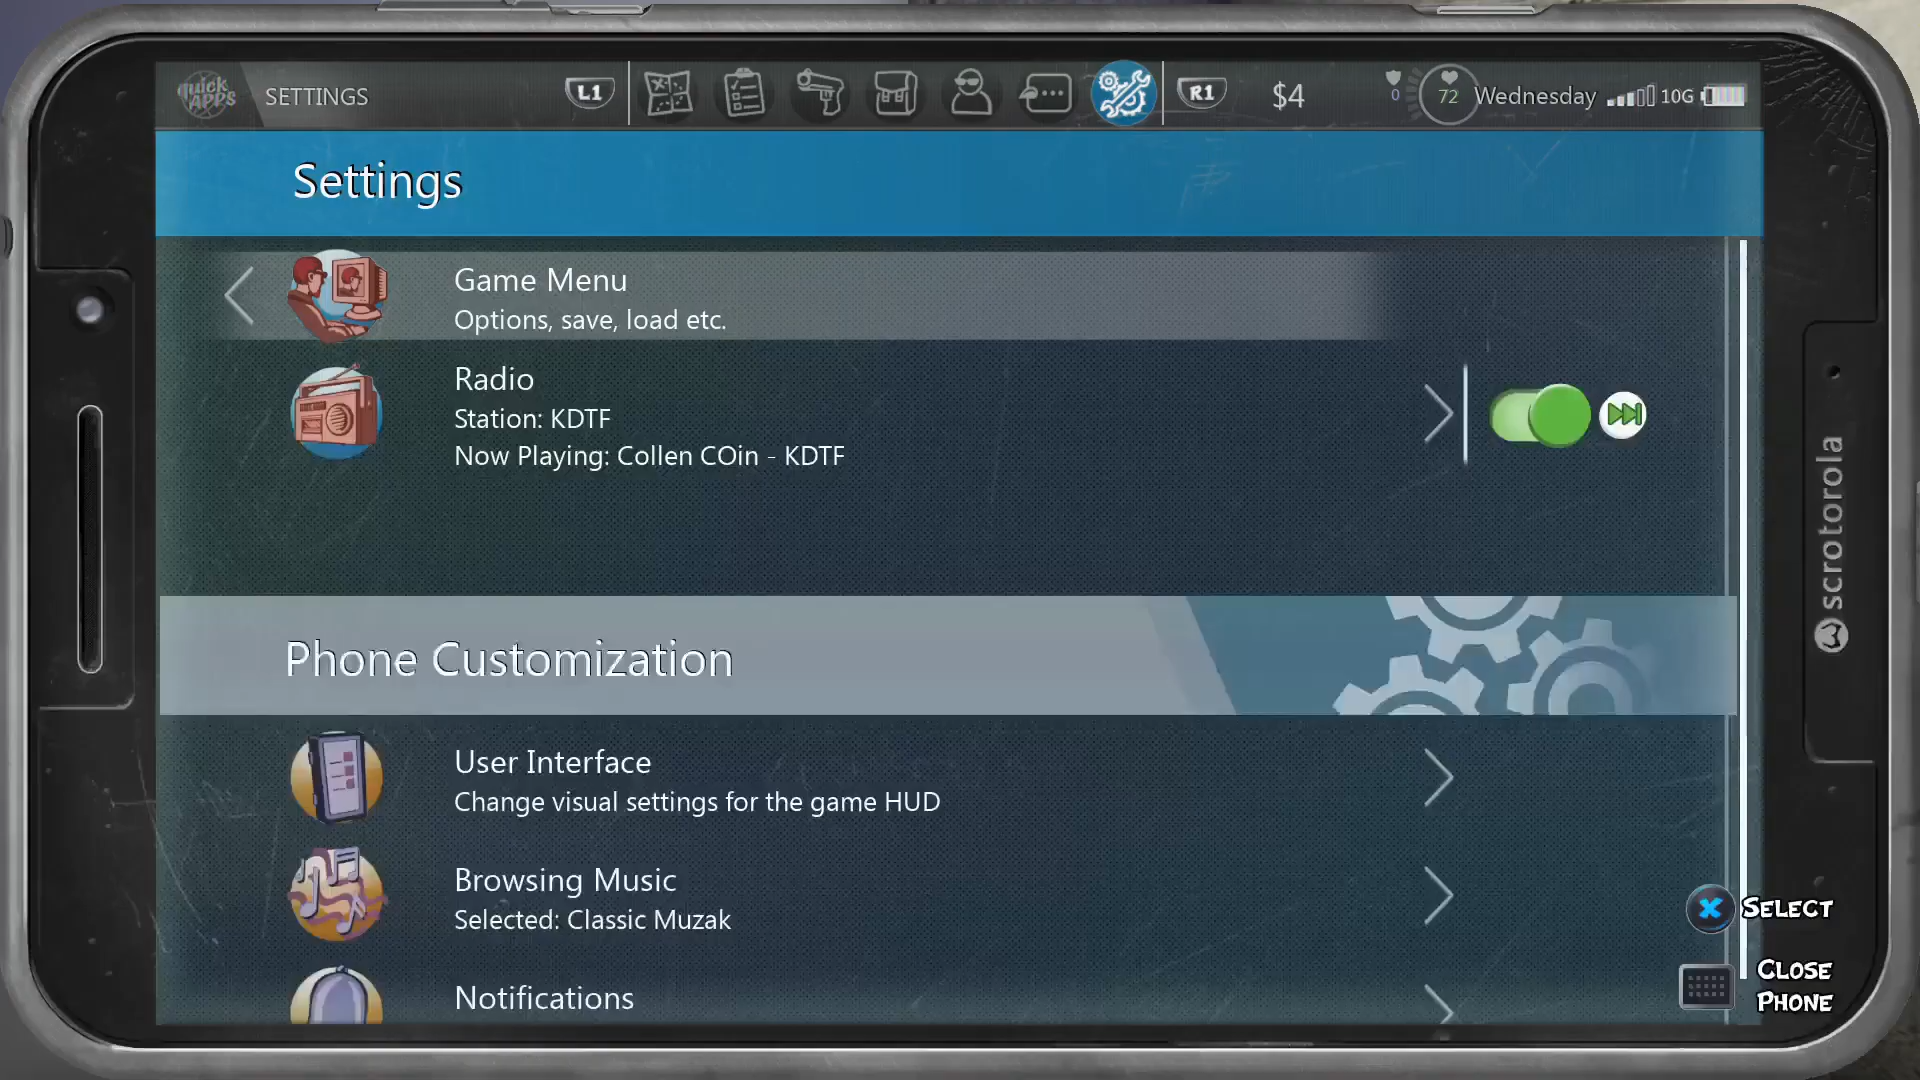 quick apps
SETTINGS
L1
R1
$4
0
72
Wednesday
10G
Settings
Game Menu
Options, save, load etc.
Radio
Station: KDTF
Now Playing: Collen COin - KDTF
Phone Customization
User Interface
Change visual settings for the game HUD
Browsing Music
Selected: Classic Muzak
Notifications
SELECT
CLOSE
PHONE
scrotorola